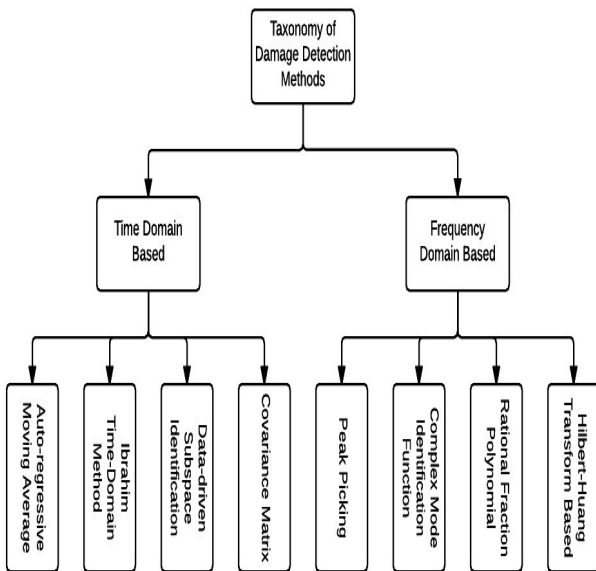 Taxonomy of
Damage Detection
Methods
Time Domain
Based
Frequency
Domain Based
Auto-regressive
Moving Average
Ibrahim
Time-Domain
Method
Data-driven
Subspace
Identification
Covariance Matrix
Peak Picking
Complex Mode
Identification
Function
Rational Fraction
Polynomial
Hilbert-Huang
Transform Based